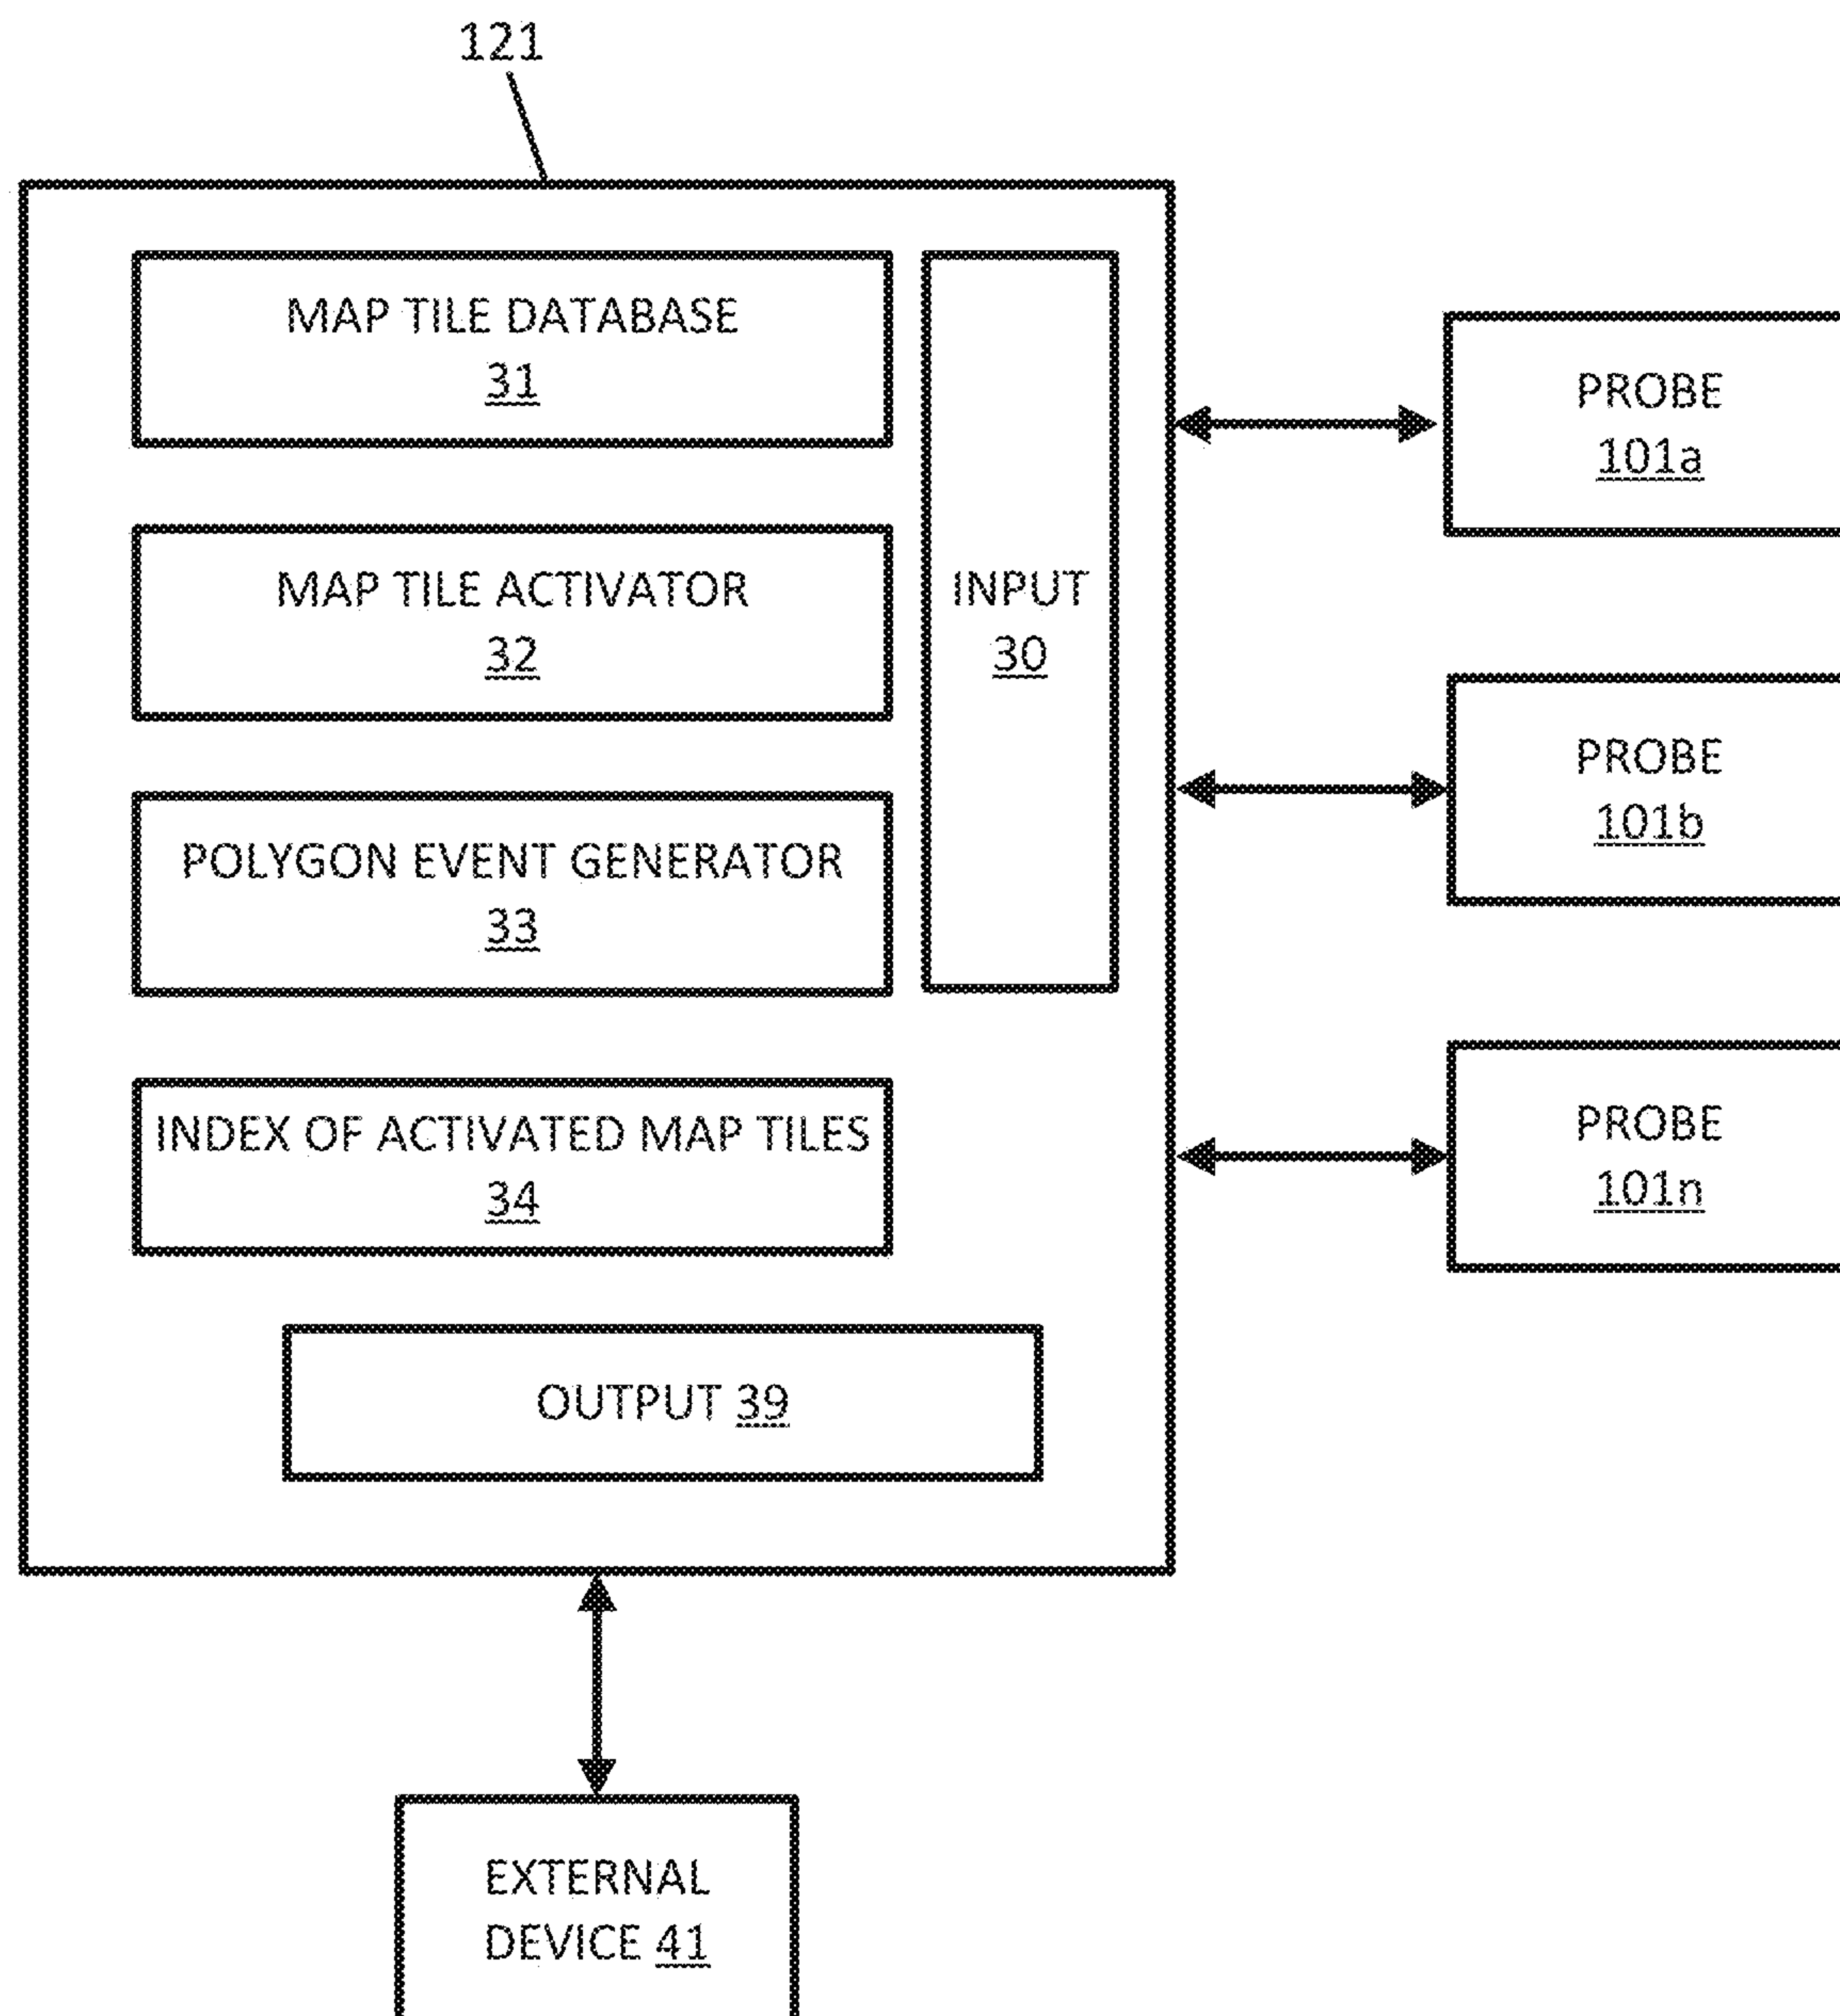 121
MAP TILE DATABASE
31
MAP TILE ACTIVATOR
32
POLYGON EVENT GENERATOR
33
INDEX OF ACTIVATED MAP TILES
34
INPUT
30
OUTPUT 39
PROBE
101a
PROBE
101b
PROBE
101n
EXTERNAL
DEVICE 41